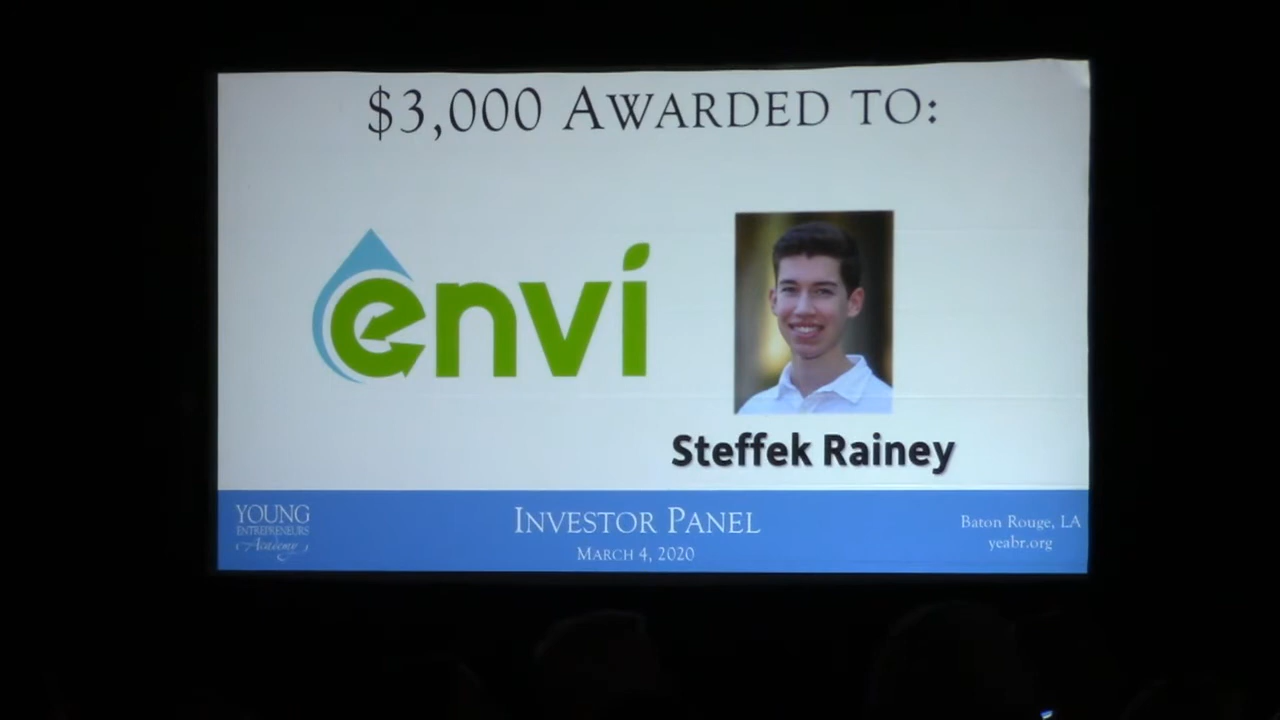 $3,000 AWARDED TO:
envi
Steffek Rainey
YOUNG
ENTREPRENEURS
Academy
INVESTOR PANEL
MARCH 4, 2020
Baton Rouge, LA
yeabr.org